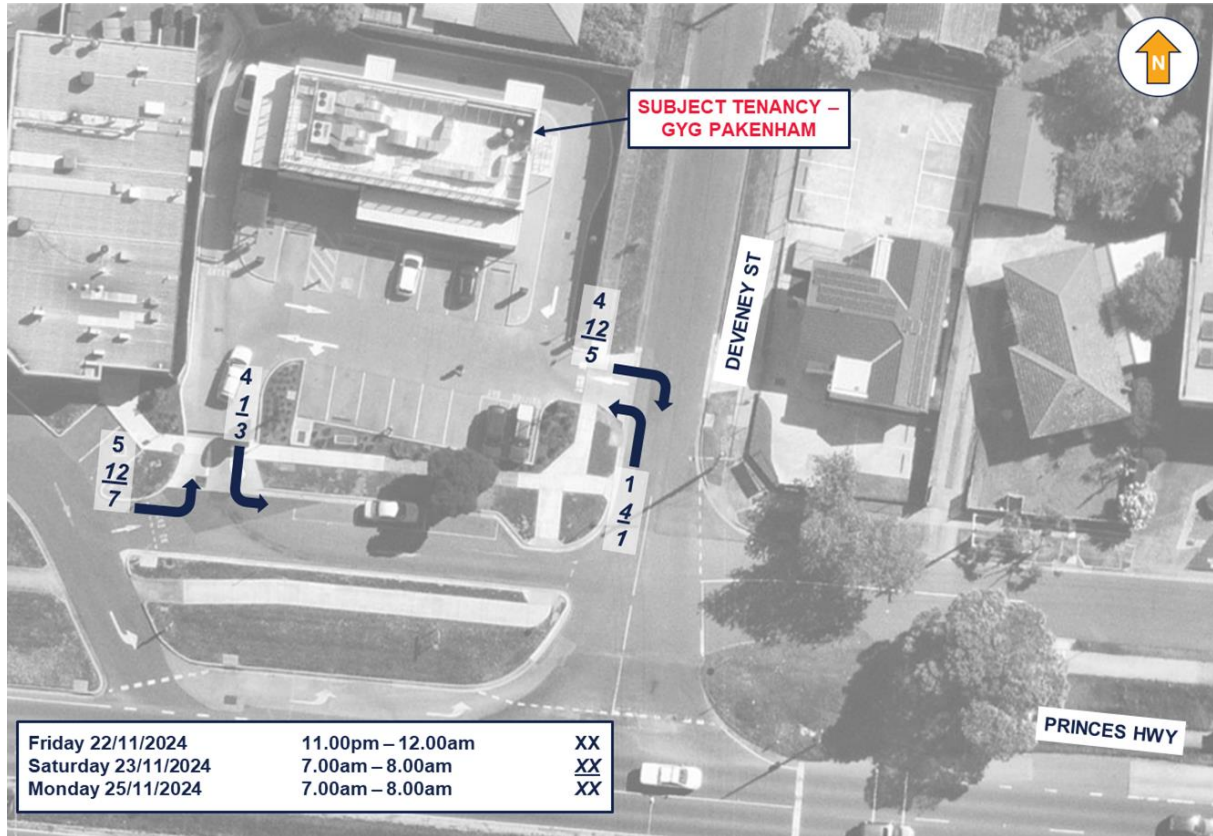 N
SUBJECT TENANCY –
GYG PAKENHAM
DEVENEY ST
4
12
5
4
1
3
5
12
7
1
4
1
PRINCES HWY
Friday 22/11/2024 11.00pm – 12.00am XX
Saturday 23/11/2024 7.00am – 8.00am XX
Monday 25/11/2024 7.00am – 8.00am XX